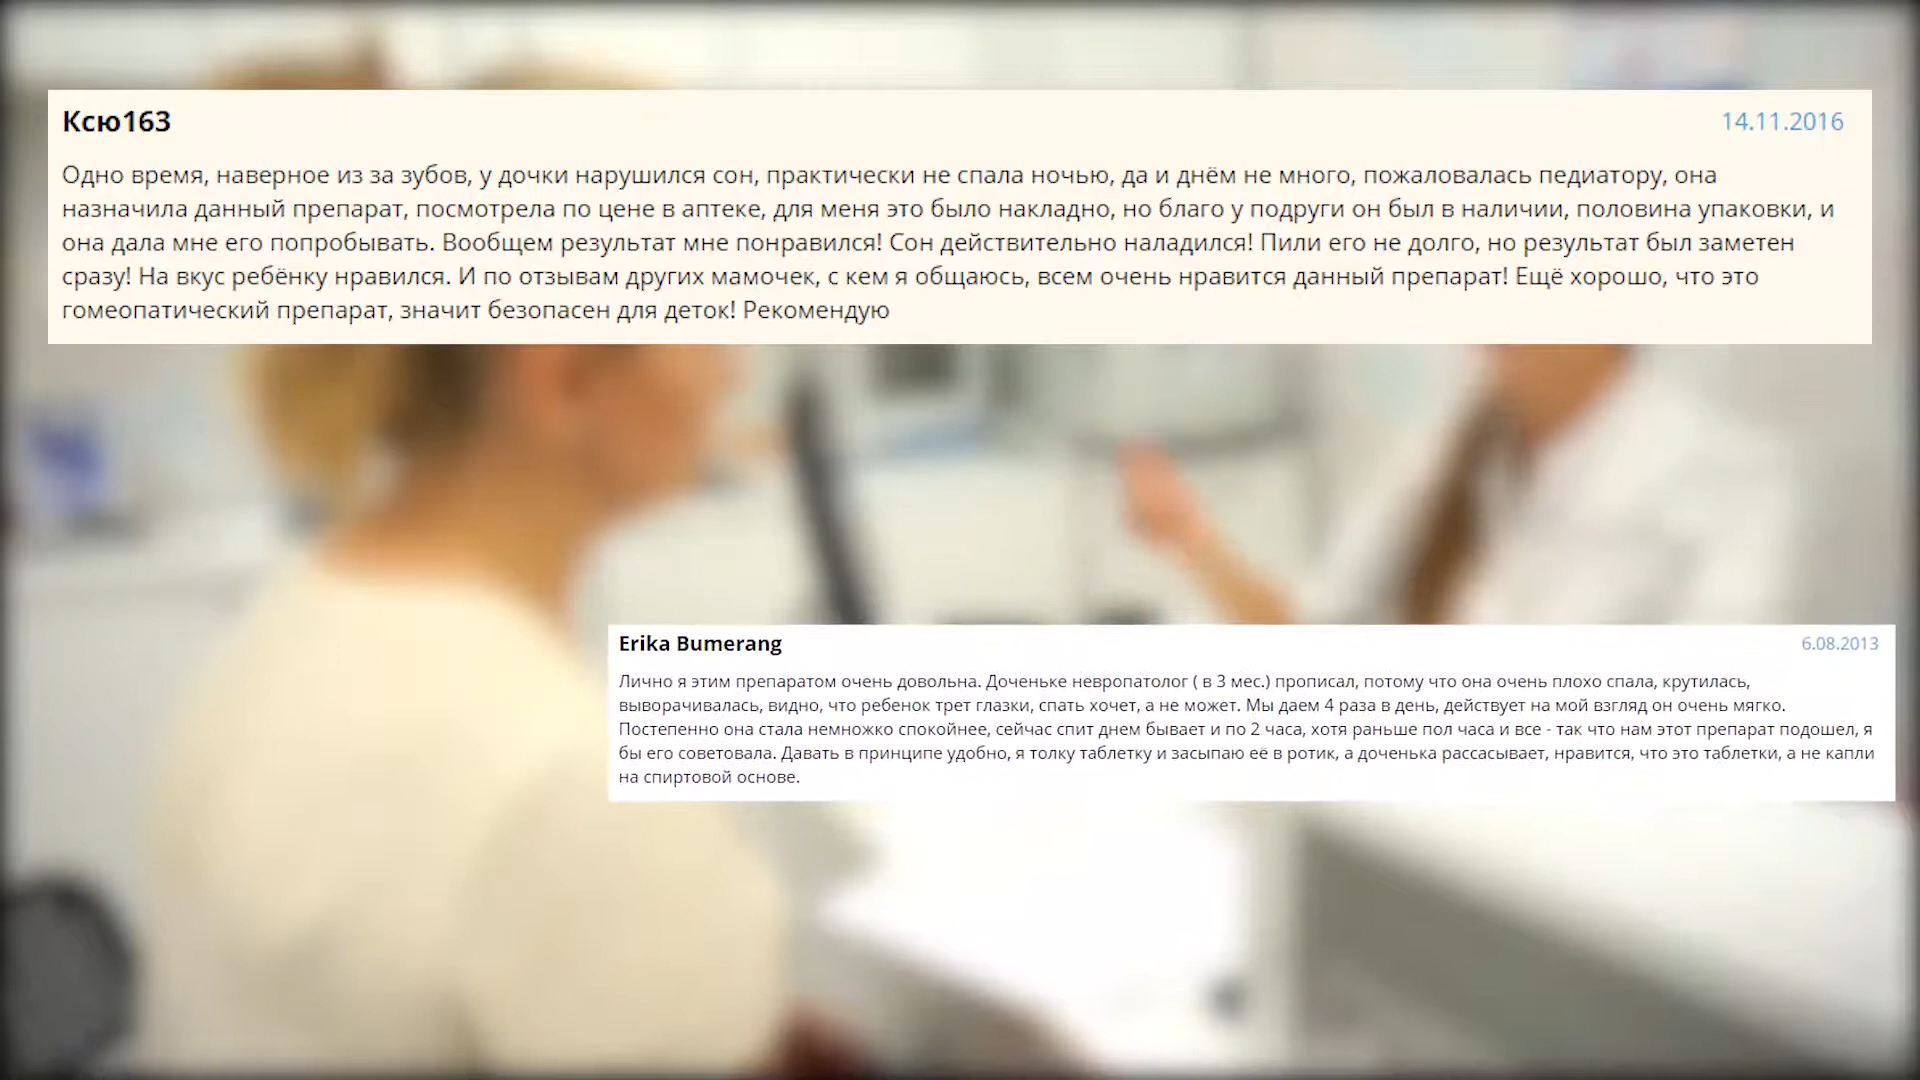 Ксю163
14.11.2016
Одно время, наверное из за зубов, у дочки нарушился сон, практически не спала ночью, да и днём не много, пожаловалась педиатору, она
назначила данный препарат, посмотрела по цене в аптеке, для меня это было накладно, но благо у подруги он был в наличии, половина упаковки, и
она дала мне его попробывать. Вообщем результат мне понравился! Сон действительно наладился! Пили его не долго, но результат был заметен
сразу! На вкус ребёнку нравился. И по отзывам других мамочек, с кем я общаюсь, всем очень нравится данный препарат! Ещё хорошо, что это
гомеопатический препарат, значит безопасен для деток! Рекомендую
Erika Bumerang
6.08.2013
Лично я этим препаратом очень довольна. Доченьке невропатолог ( в 3 мес.) прописал, потому что она очень плохо спала, крутилась,
выворачивалась, видно, что ребенок трет глазки, спать хочет, а не может. Мы даем 4 раза в день, действует на мой взгляд он очень мягко.
Постепенно она стала немножко спокойнее, сейчас спит днем бывает и по 2 часа, хотя раньше пол часа и все - так что нам этот препарат подошел, я
бы его советовала. Давать в принципе удобно, я толку таблетку и засыпаю её в ротик, а доченька рассасывает, нравится, что это таблетки, а не капли
на спиртовой основе.